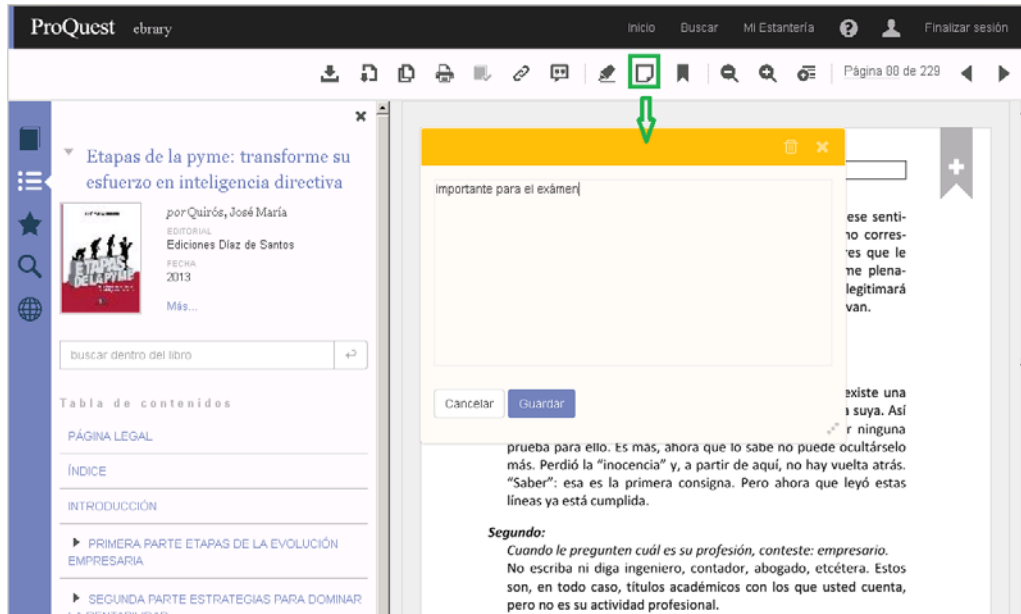 ProQuest ebrary
Inicio Buscar Mi Estantería ? Finalizar sesión
Página 88 de 229
Etapas de la pyme: transforme su
esfuerzo en inteligencia directiva
por Quirós, José María
EDITORIAL
Ediciones Díaz de Santos
FECHA
2013
Más...
ETAPAS
DE LA PYME
buscar dentro del libro
Tabla de contenidos
PÁGINA LEGAL
ÍNDICE
INTRODUCCIÓN
PRIMERA PARTE ETAPAS DE LA EVOLUCIÓN
EMPRESARIA
SEGUNDA PARTE ESTRATEGIAS PARA DOMINAR
LA RENTABILIDAD
importante para el exámen
Cancelar Guardar
ese senti-
no corres-
res que le
me plena-
legitimará
van.
existe una
a suya. Así
r ninguna
prueba para ello. Es más, ahora que lo sabe no puede ocultárselo
más. Perdió la “inocencia” y, a partir de aquí, no hay vuelta atrás.
“Saber”: esa es la primera consigna. Pero ahora que leyó estas
líneas ya está cumplida.
Segundo:
Cuando le pregunten cuál es su profesión, conteste: empresario.
No escriba ni diga ingeniero, contador, abogado, etcétera. Estos
son, en todo caso, títulos académicos con los que usted cuenta,
pero no es su actividad profesional.